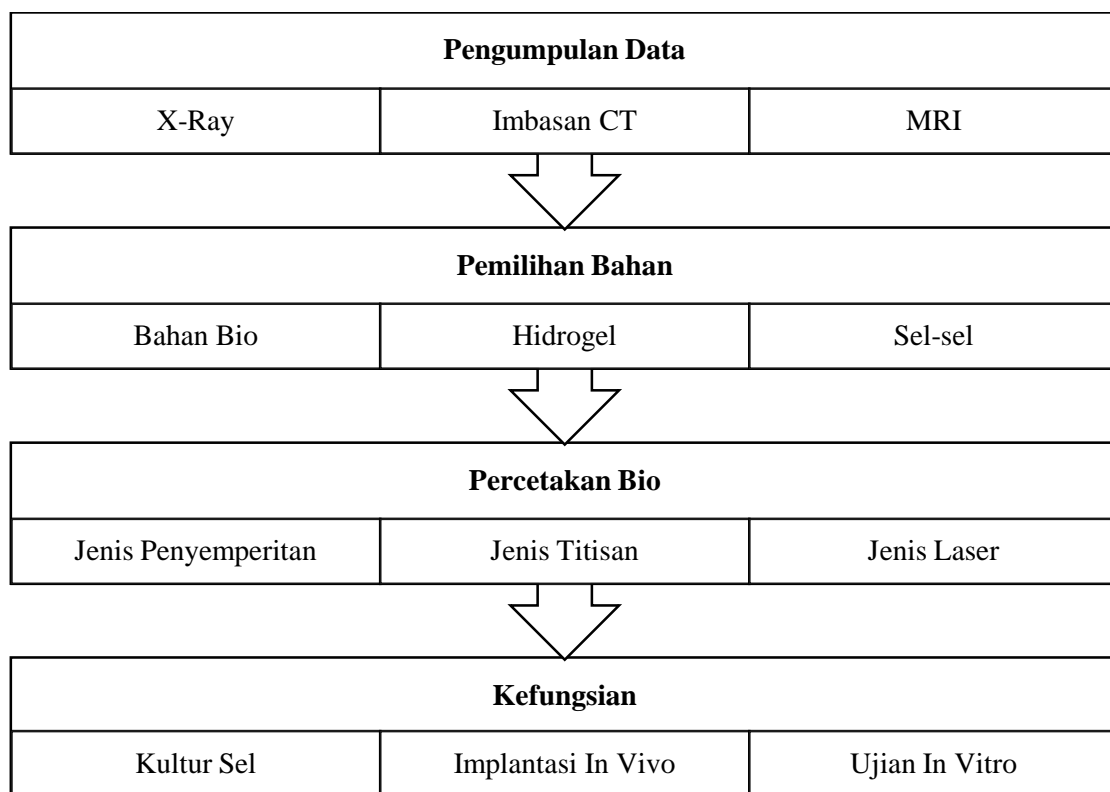 Pengumpulan Data
X-Ray
Imbasan CT
MRI
Pemilihan Bahan
Bahan Bio
Hidrogel
Sel-sel
Percetakan Bio
Jenis Penyemperitan
Jenis Titisan
Jenis Laser
Kefungsian
Kultur Sel
Implantasi In Vivo
Ujian In Vitro